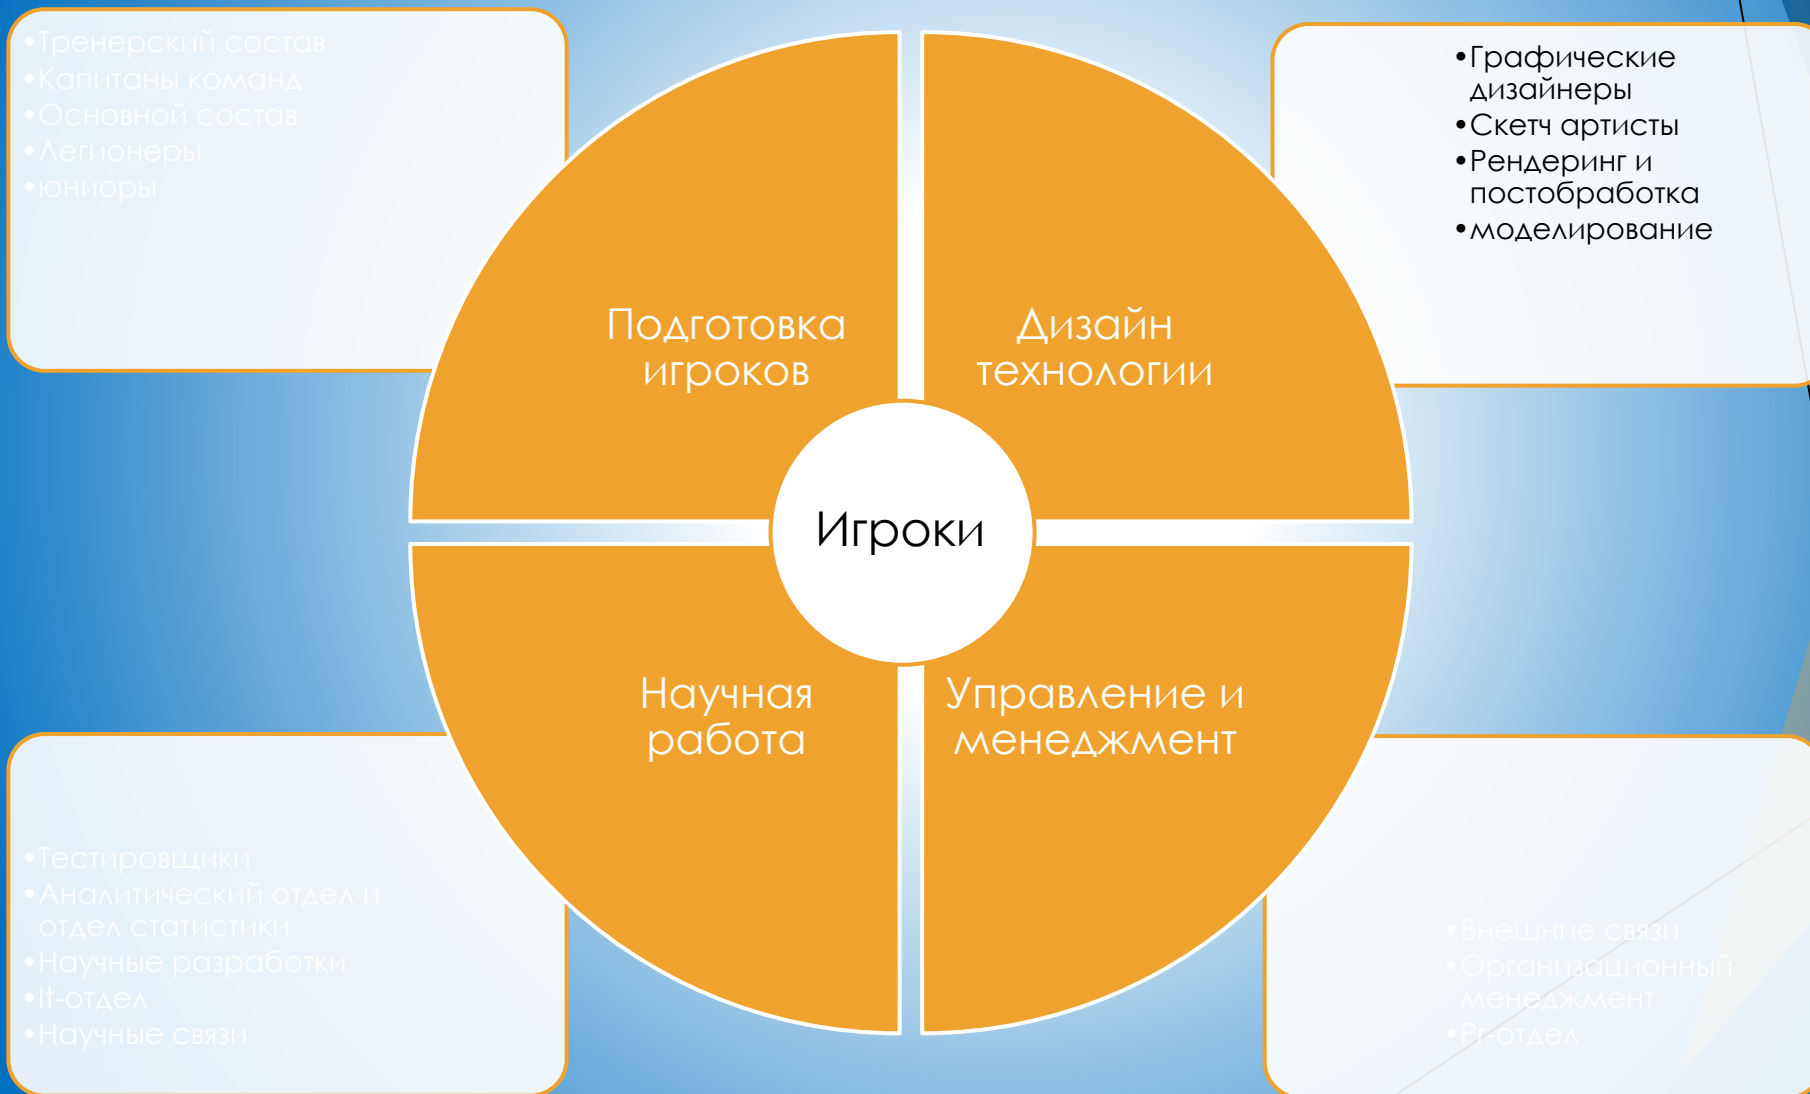 •Тренерский состав
•Капитаны команд
•Основной состав
•Легионеры
•юниоры
•Графические
дизайнеры
•Скетч артисты
•Рендеринг и
постобработка
•моделирование
Подготовка
игроков
Дизайн
технологии
Игроки
Научная
работа
Управление и
менеджмент
•Тестировщики
•Аналитический отдел и
отдел статистики
•Научные разработки
•It-отдел
•Научные связи
•Внешние связи
•Организационный
менеджмент
•Pr-отдел